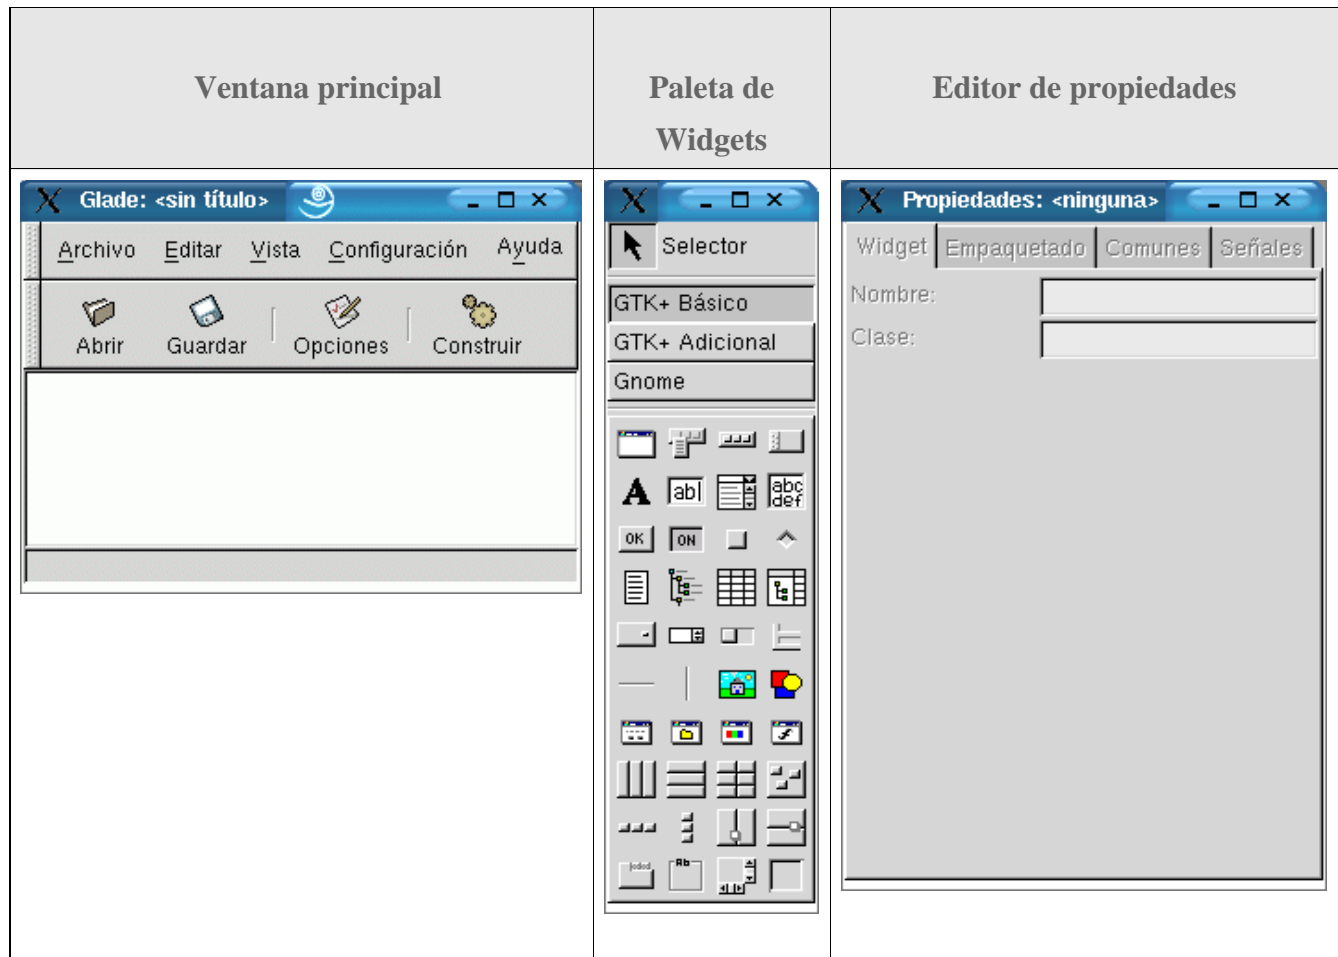 Ventana principal
Paleta de
Widgets
Editor de propiedades
Glade: <sin título>
Archivo Editar Vista Configuración Ayuda
Abrir Guardar Opciones Construir
Selector
GTK+ Básico
GTK+ Adicional
Gnome
A ab| abc
def
OK ON
Ab
Propiedades: <ninguna>
Widget Empaquetado Comunes Señales
Nombre:
Clase: